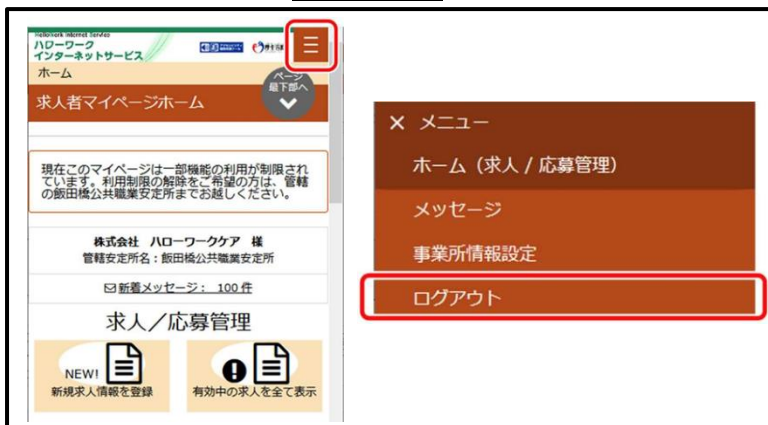 HelloWork Internet Service
ハローワーク
インターネットサービス
ホーム
ページ
最下部へ
求人者マイページホーム
現在このマイページは一部機能の利用が制限され
ています。利用制限の解除をご希望の方は、管轄
の飯田橋公共職業安定所までお越しください。
株式会社 ハローワークケア 様
管轄安定所名：飯田橋公共職業安定所
新着メッセージ： 100 件
求人／応募管理
NEW!
新規求人情報を登録
有効中の求人を全て表示
× メニュー
ホーム（求人 / 応募管理）
メッセージ
事業所情報設定
ログアウト